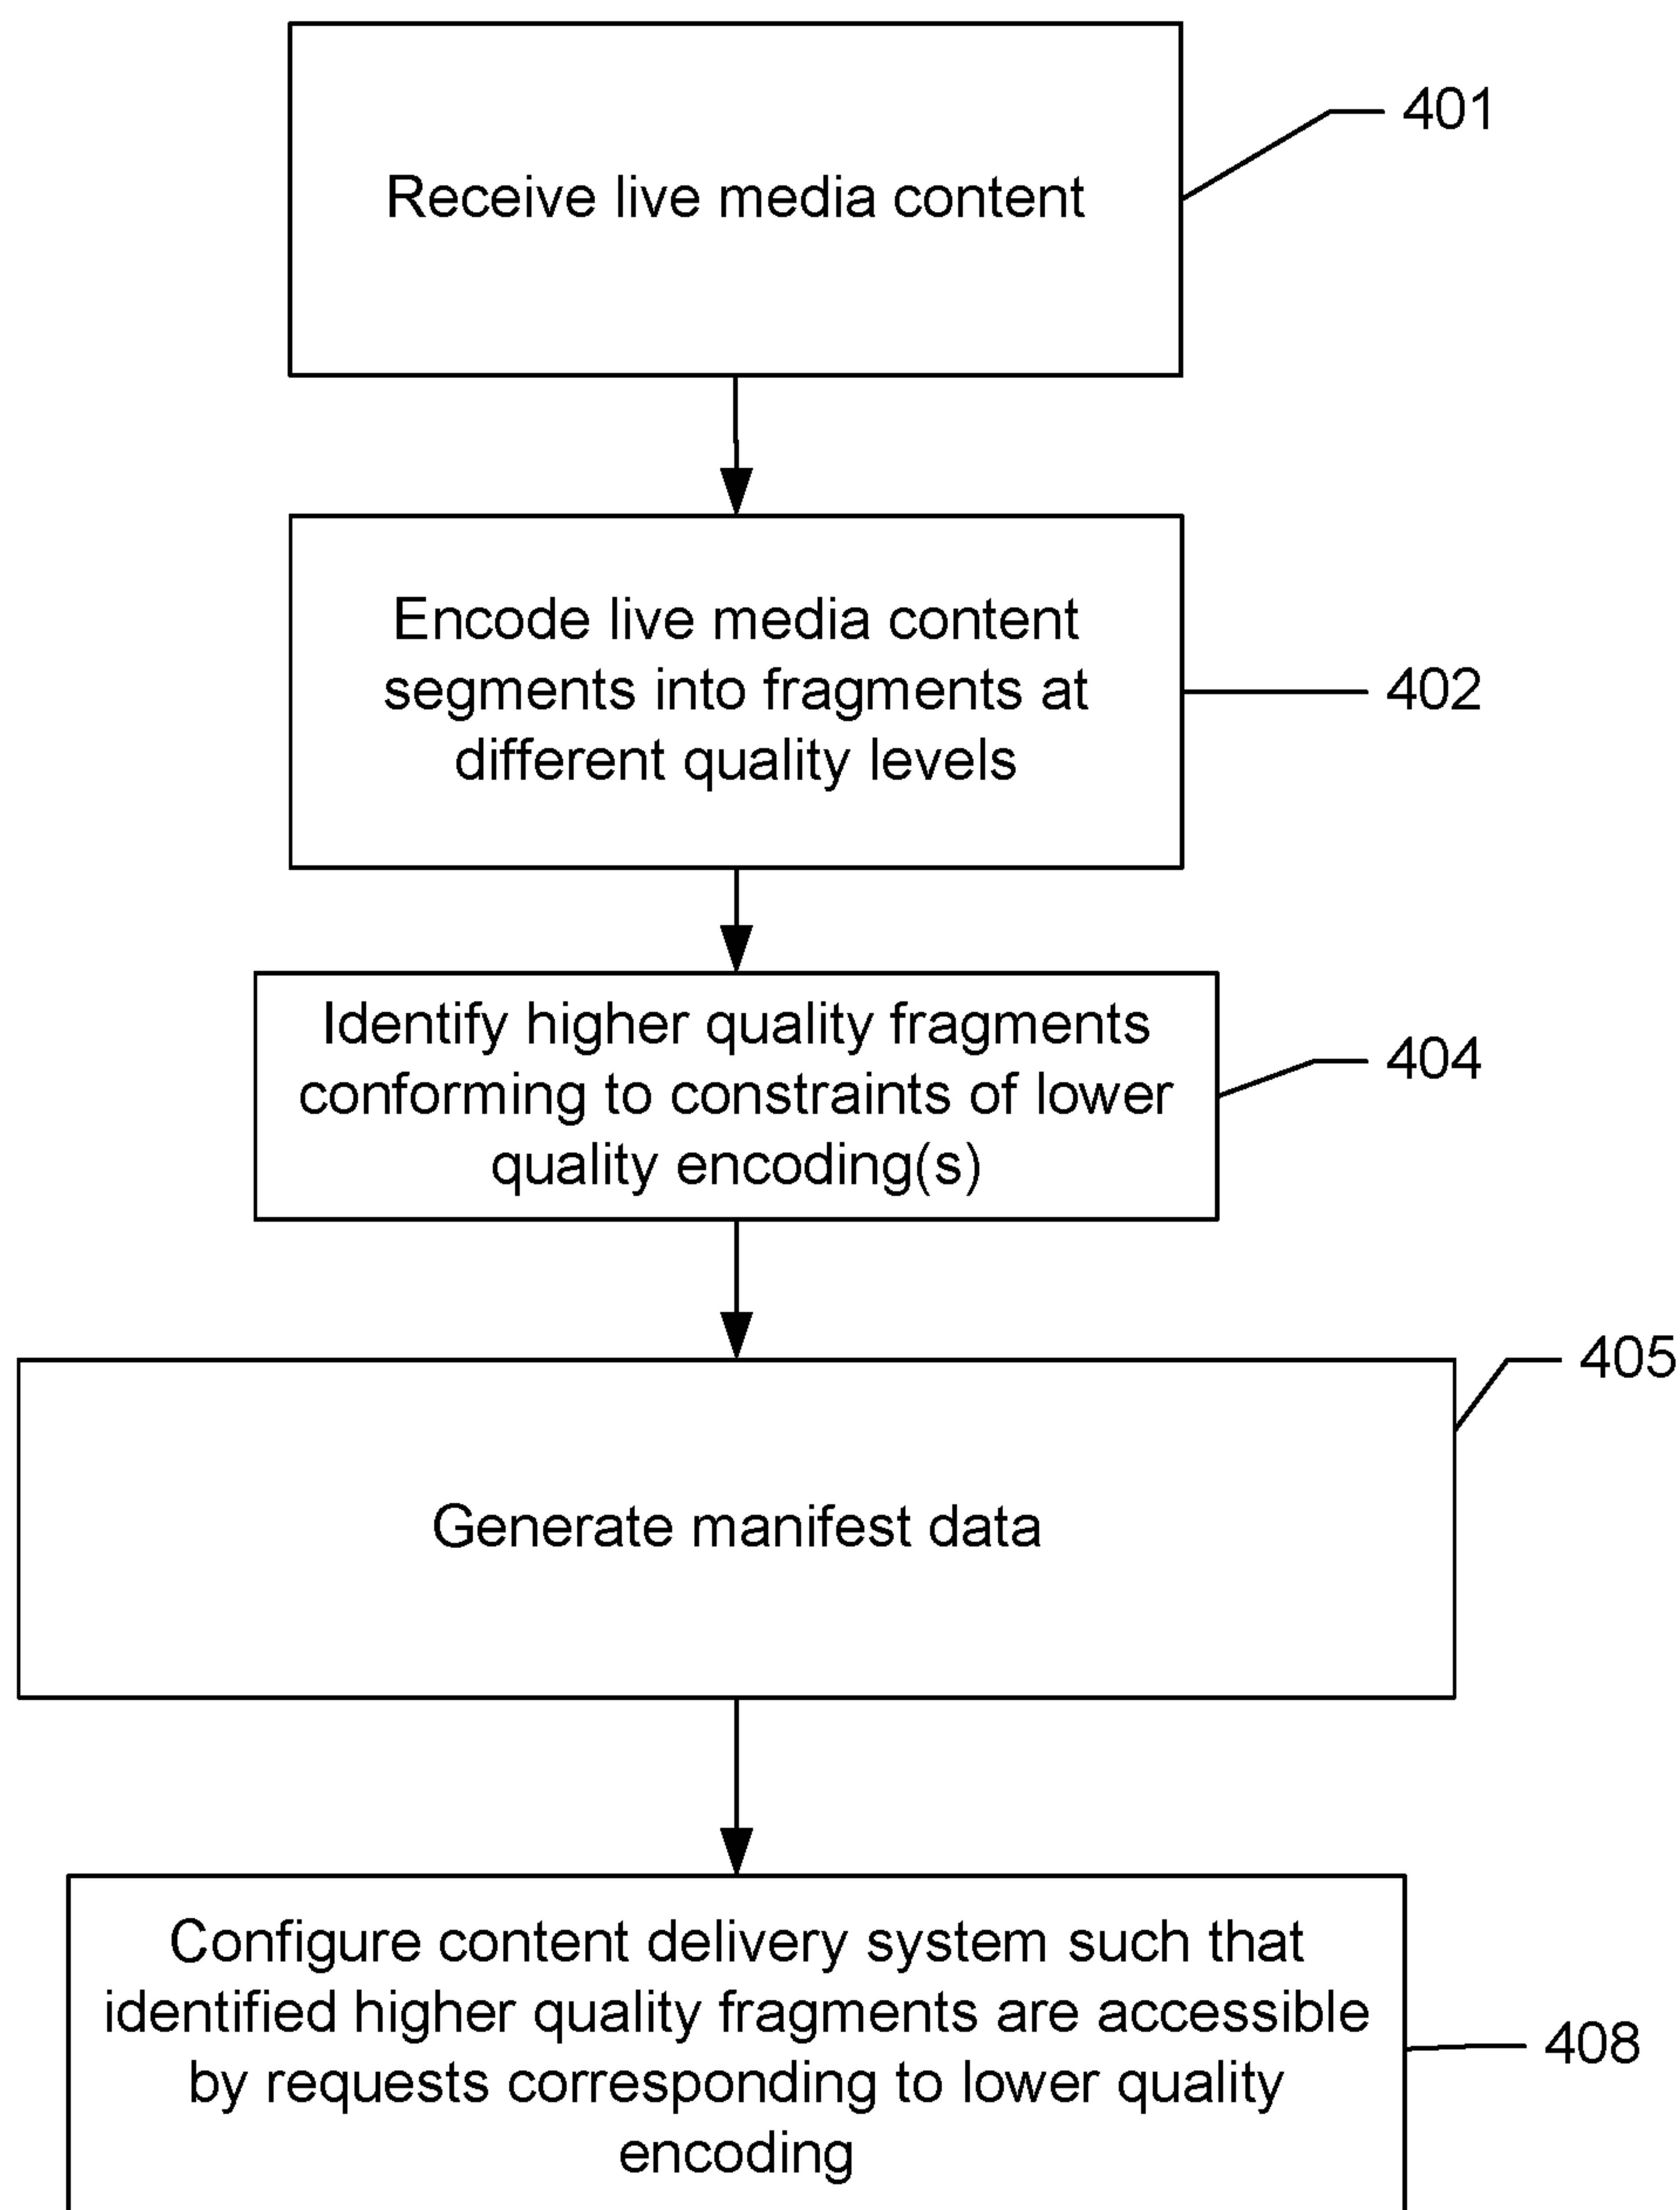 Receive live media content
401
Encode live media content
segments into fragments at
different quality levels
402
Identify higher quality fragments
conforming to constraints of lower
quality encoding(s)
404
Generate manifest data
405
Configure content delivery system such that
identified higher quality fragments are accessible
by requests corresponding to lower quality
encoding
408